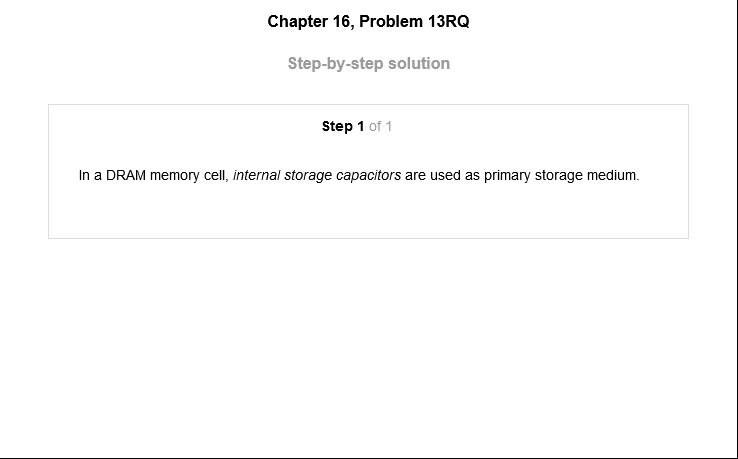 Chapter 16, Problem 13RQ
Step-by-step solution
Step 1 of 1
In a DRAM memory cell, internal storage capacitors are used as primary storage medium.